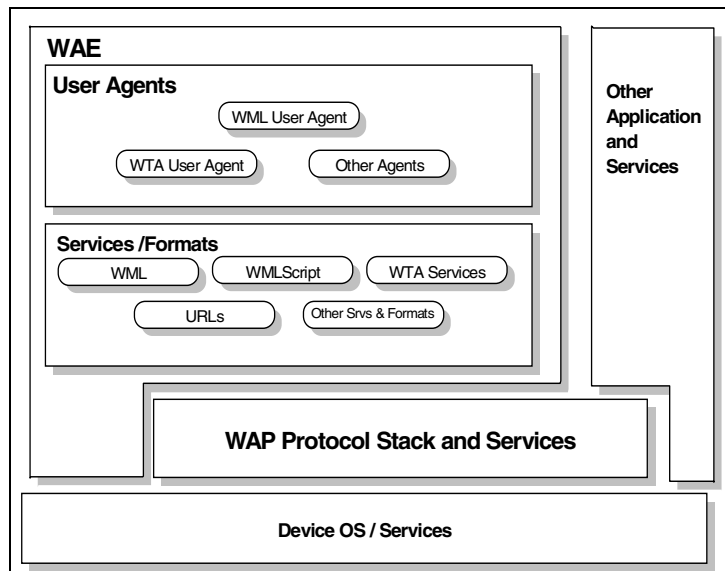 WAE
User Agents
WML User Agent
WTA User Agent
Other Agents
Services /Formats
WML
WMLScript
WTA Services
URLs
Other Srvs & Formats
Other
Application
and
Services
WAP Protocol Stack and Services
Device OS / Services